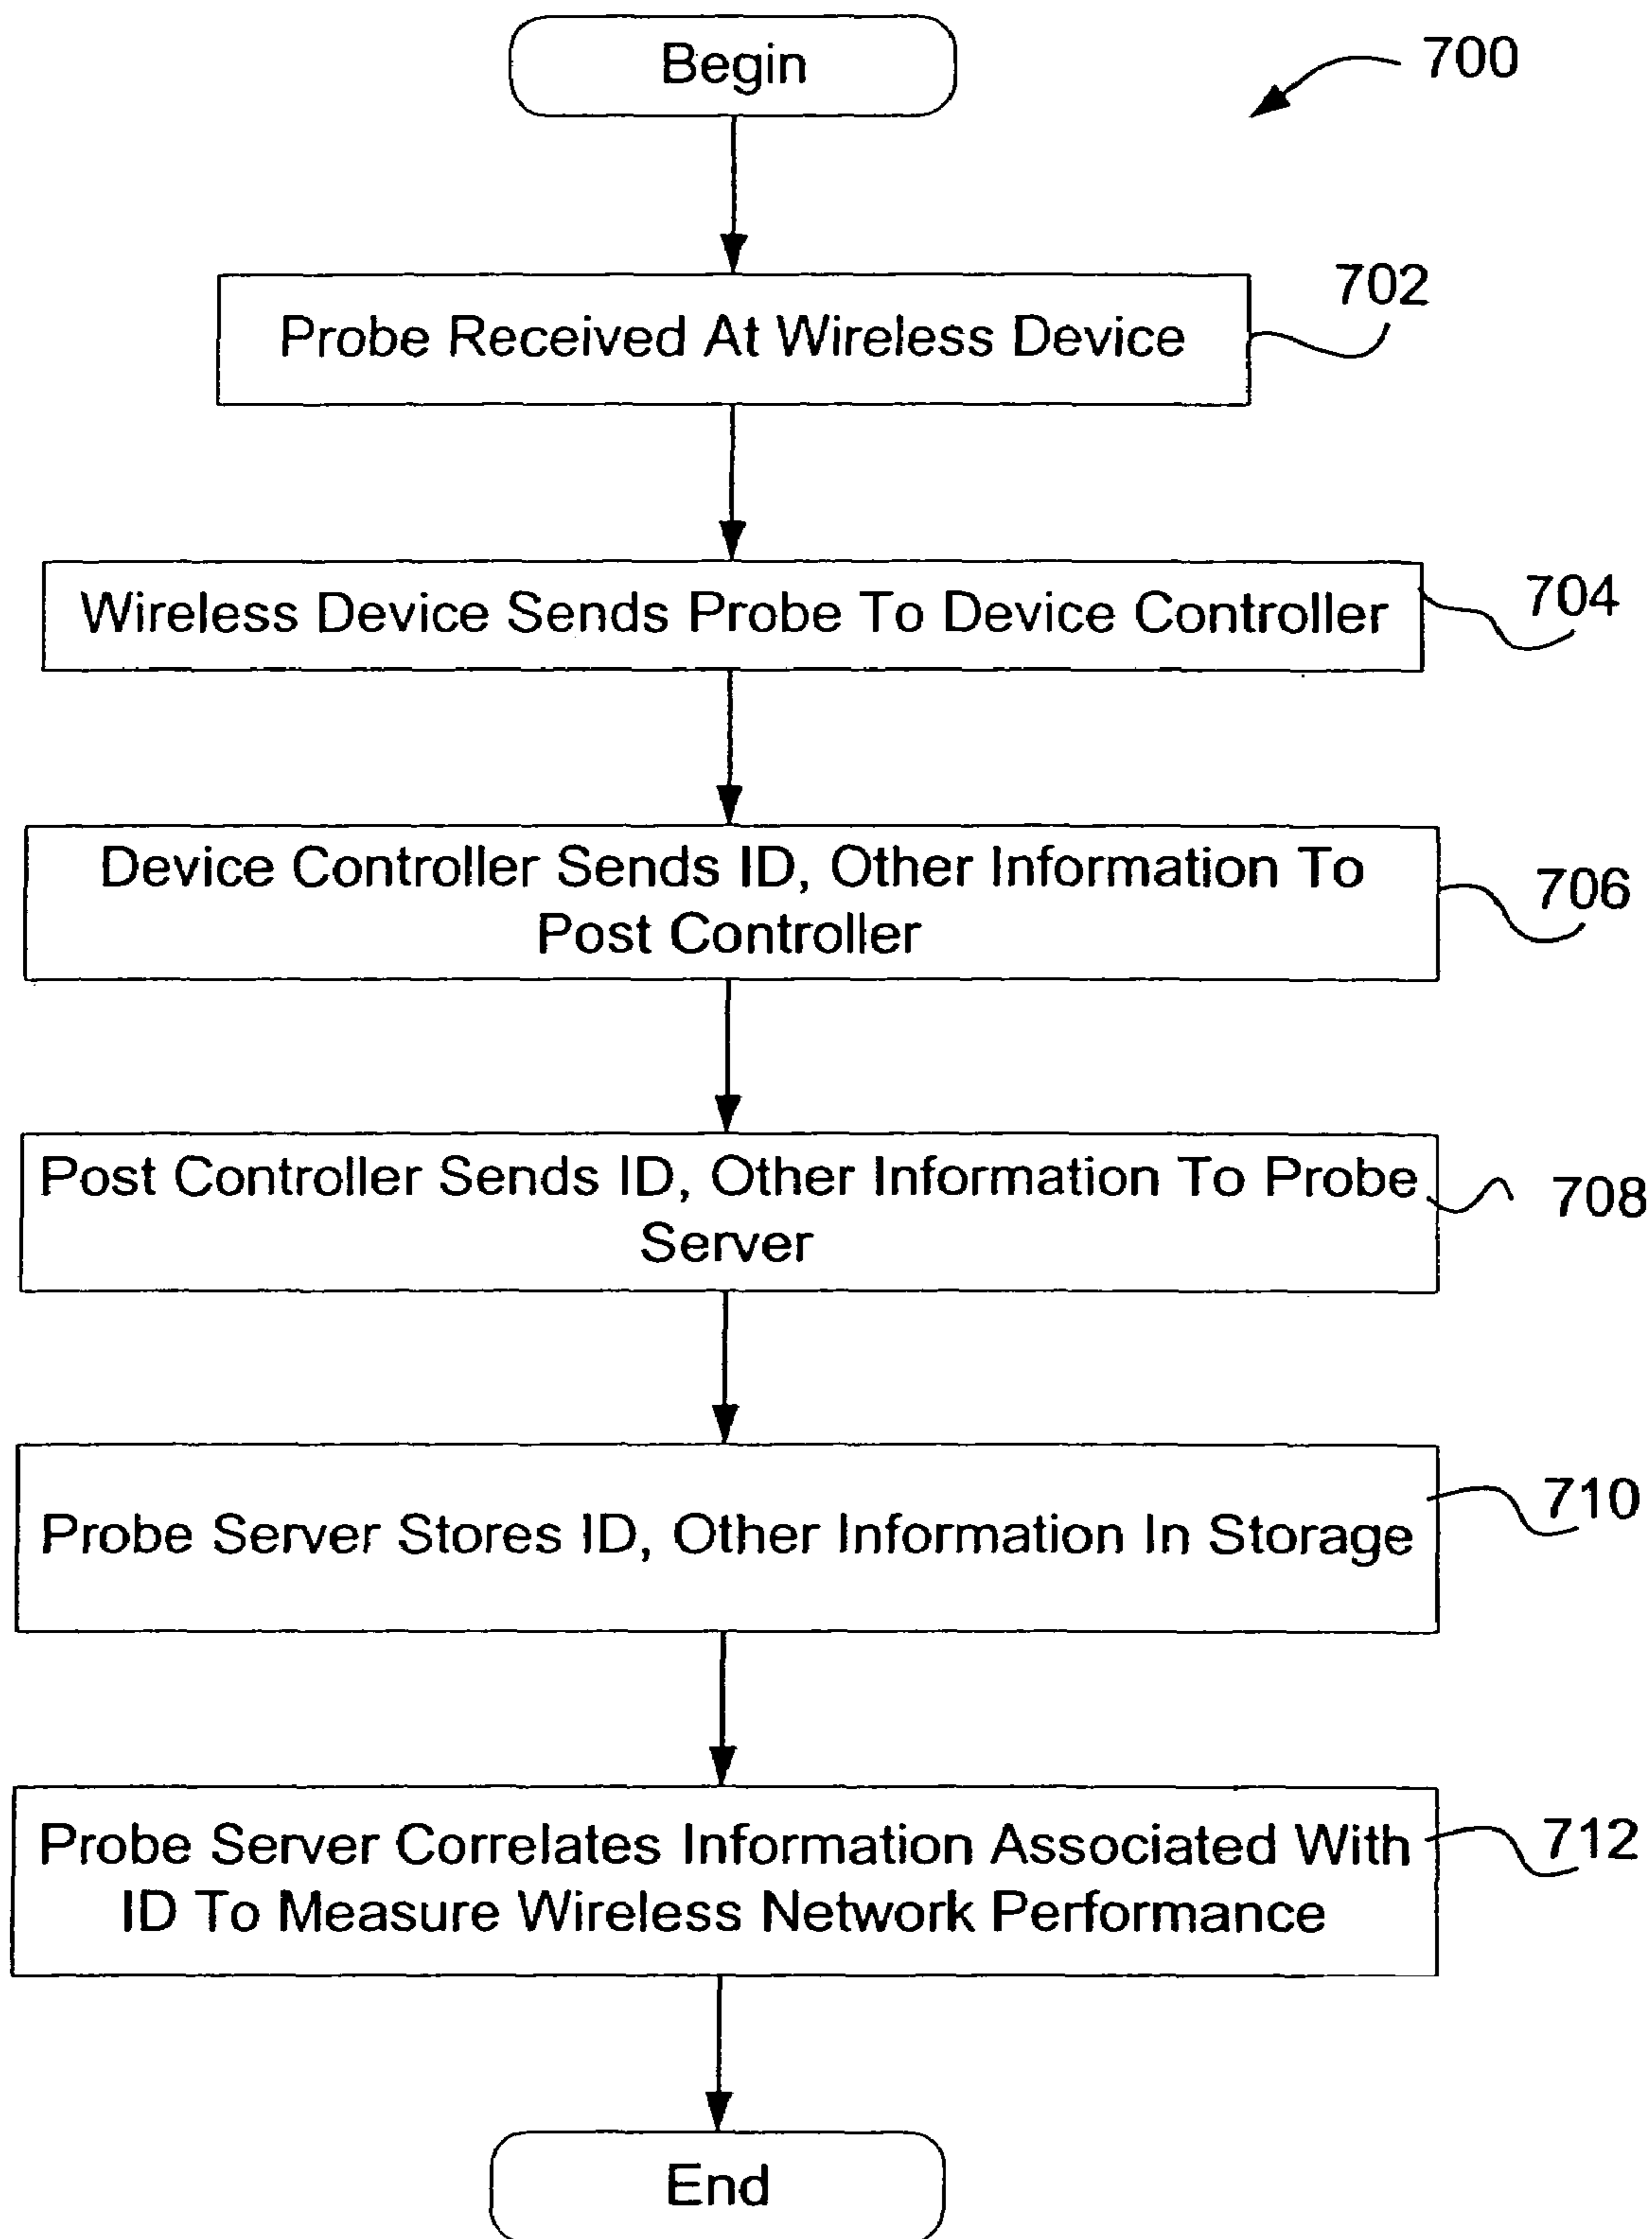 Begin
700
Probe Received At Wireless Device
702
Wireless Device Sends Probe To Device Controller
704
Device Controller Sends ID, Other Information To
Post Controller
706
Post Controller Sends ID, Other Information To Probe
Server
708
Probe Server Stores ID, Other Information In Storage
710
Probe Server Correlates Information Associated With
ID To Measure Wireless Network Performance
712
End